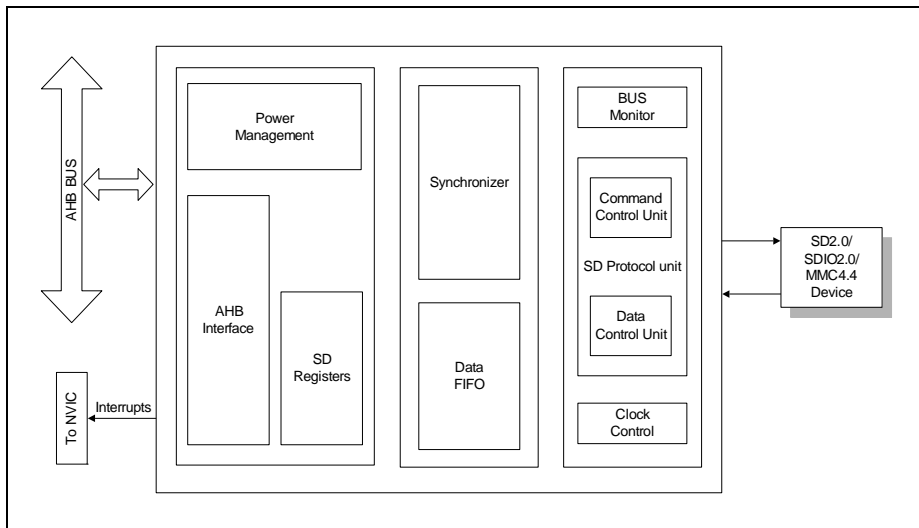 AHB BUS
To NVIC
Interrupts
Power
Management
AHB
Interface
SD
Registers
Synchronizer
Data
FIFO
BUS
Monitor
Command
Control Unit
SD Protocol unit
Data
Control Unit
Clock
Control
SD2.0/
SDIO2.0/
MMC4.4
Device